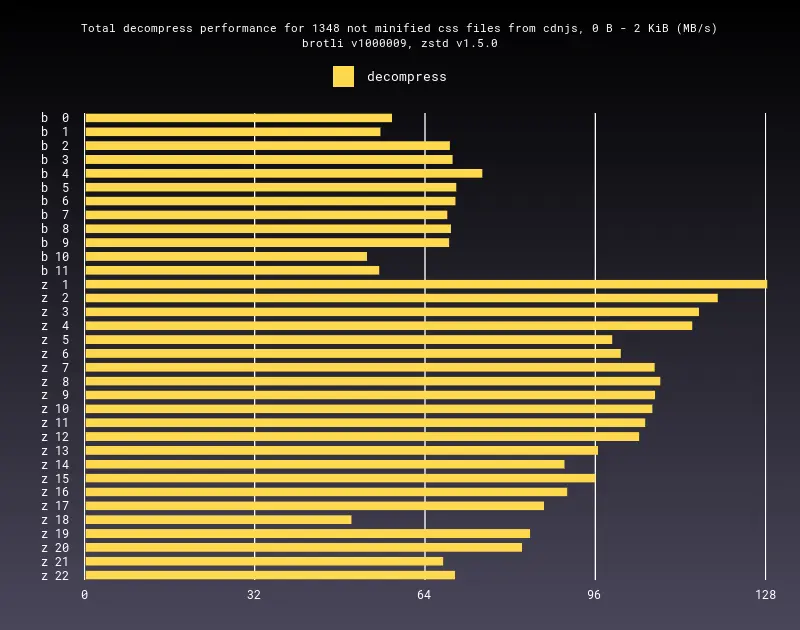 Total decompress performance for 1348 not minified css files from cdnjs, 0 B - 2 KiB (MB/s)
brotli v1000009, zstd v1.5.0
decompress
b 0
b 1
b 2
b 3
b 4
b 5
b 6
b 7
b 8
b 9
b 10
b 11
z 1
z 2
z 3
z 4
z 5
z 6
z 7
z 8
z 9
z 10
z 11
z 12
z 13
z 14
z 15
z 16
z 17
z 18
z 19
z 20
z 21
z 22
0 32 64 96 128